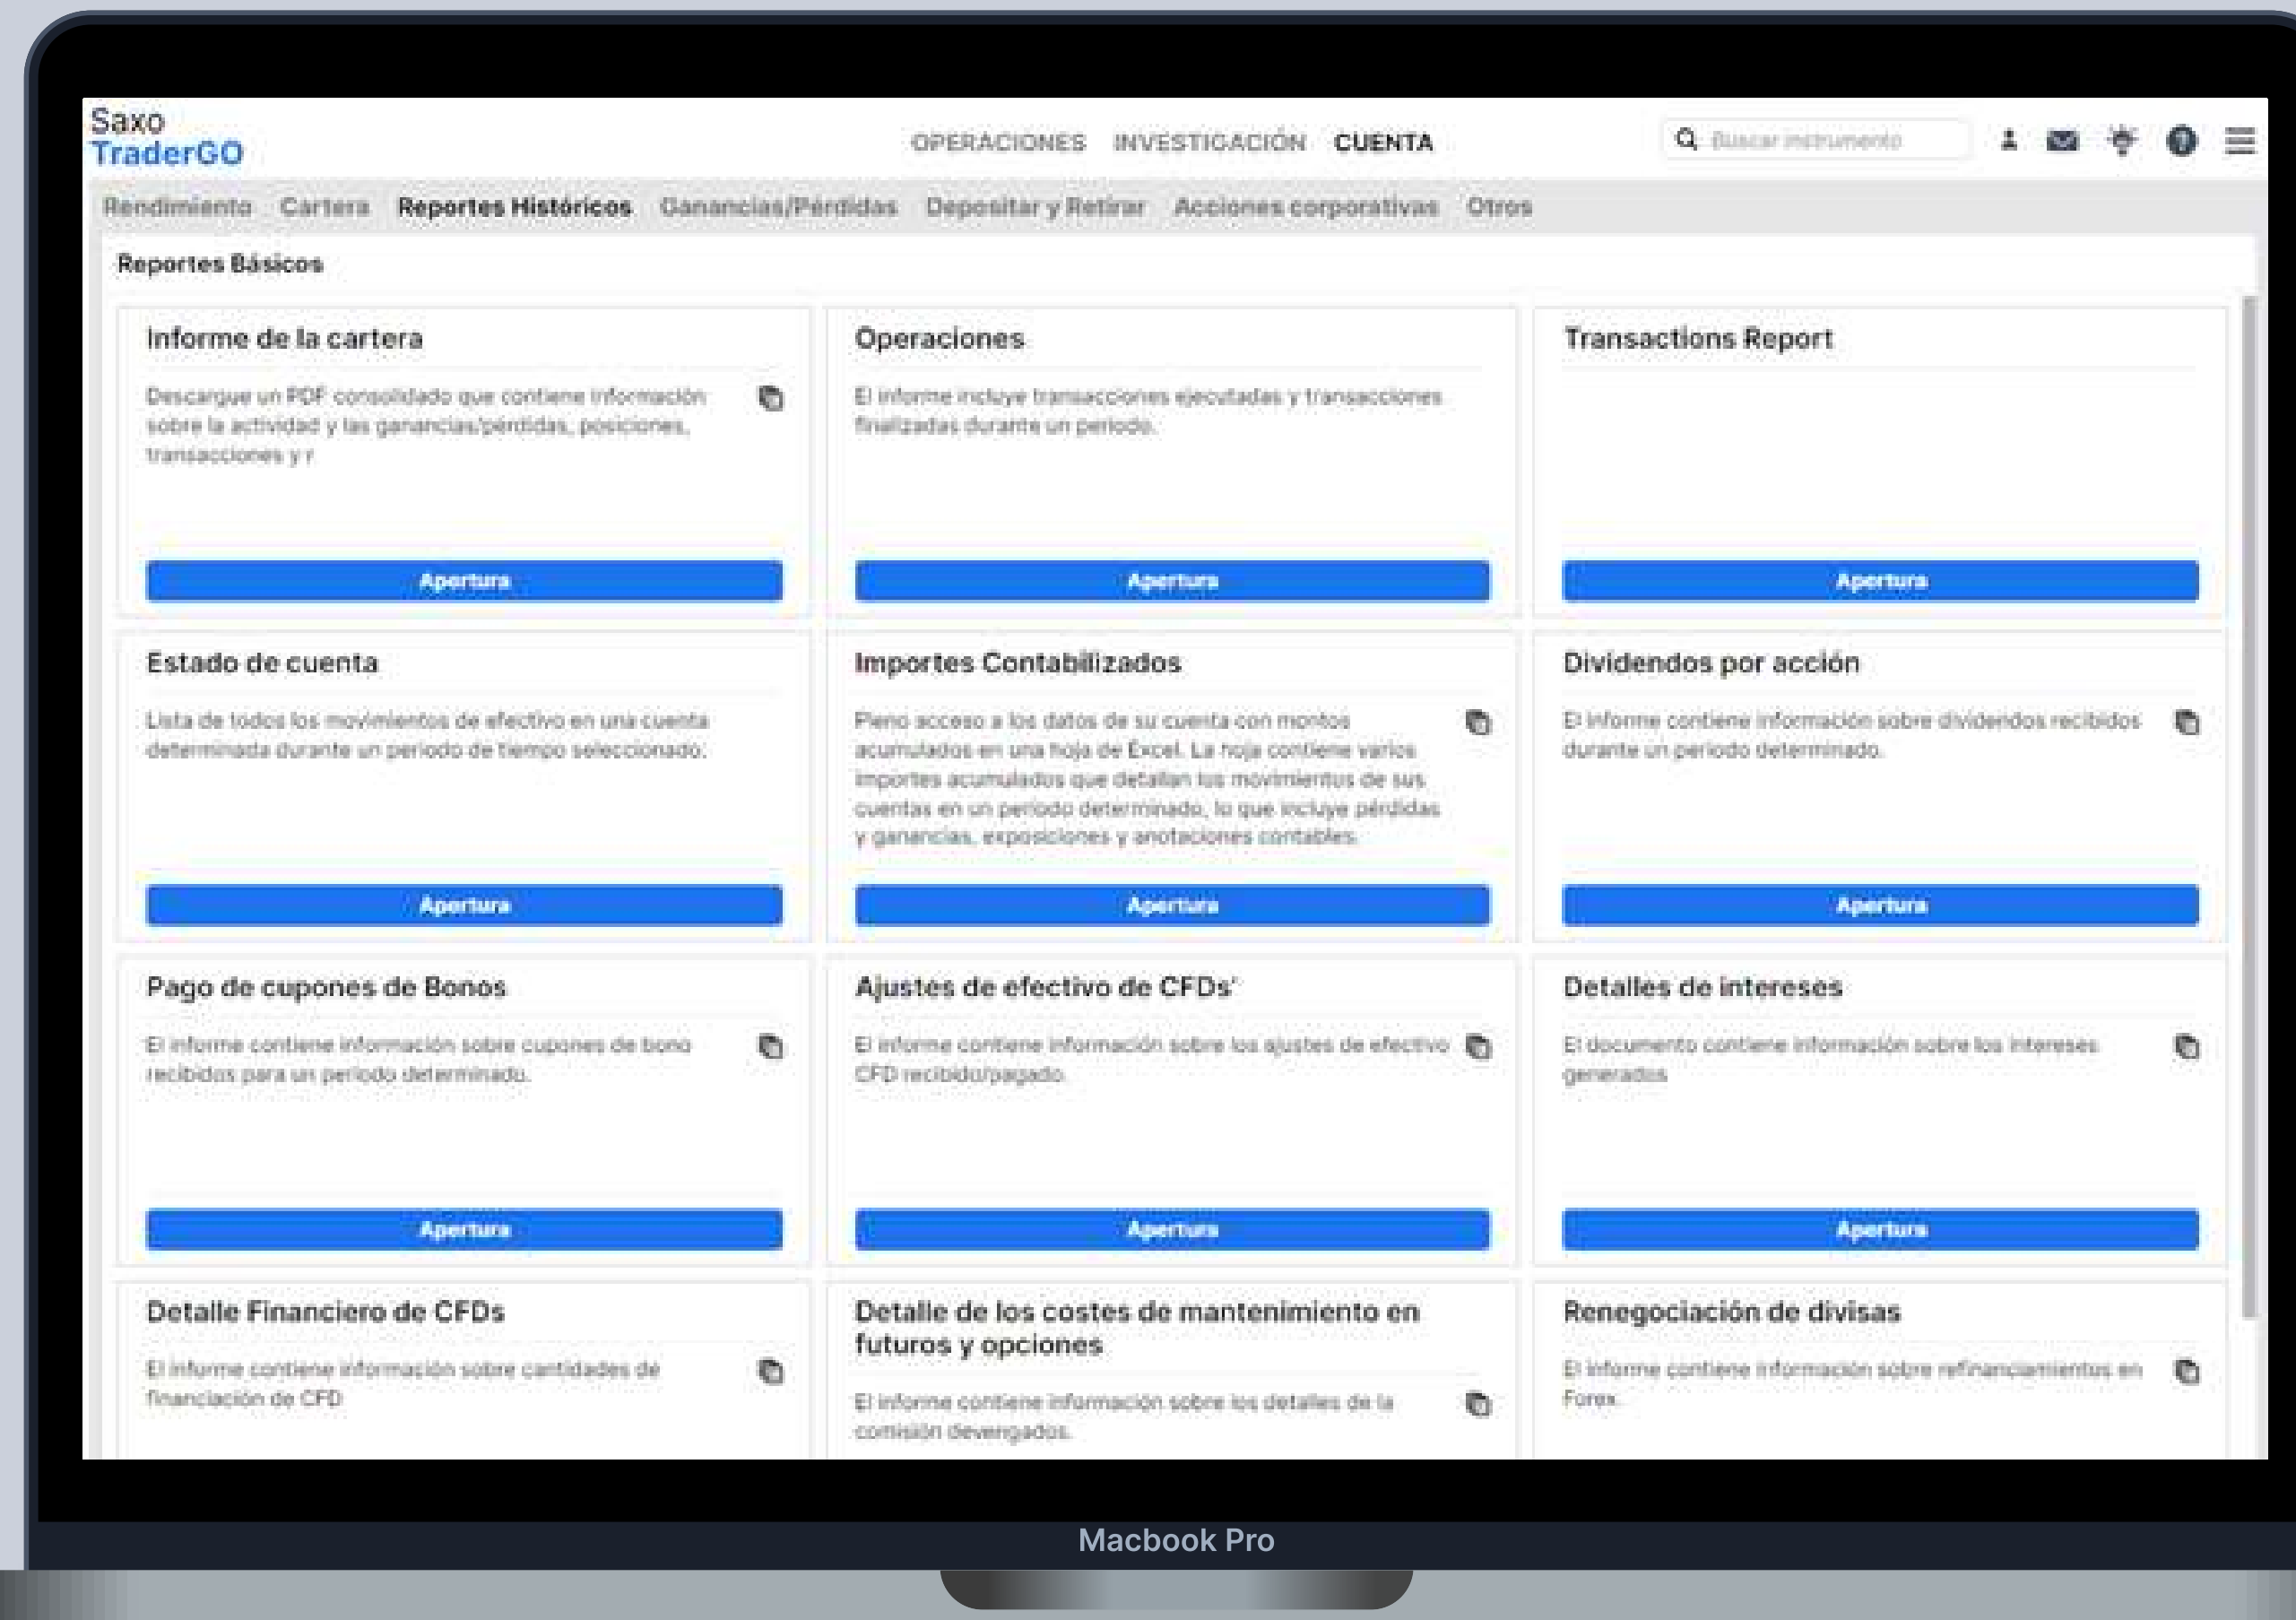 Saxo
TraderGO
OPERACIONES INVESTIGACIÓN CUENTA
Buscar instrumento
Rendimiento Cartera Reportes Históricos Ganancias/Pérdidas Depositar y Retirar Acciones corporativas Otros
Reportes Básicos
Informe de la cartera
Descargue un PDF consolidado que contiene información
sobre la actividad y las ganancias/pérdidas, posiciones,
transacciones y r
Apertura
Operaciones
El informe incluye transacciones ejecutadas y transacciones
finalizadas durante un periodo.
Apertura
Transactions Report
Apertura
Estado de cuenta
Lista de todos los movimientos de efectivo en una cuenta
determinada durante un periodo de tiempo seleccionado.
Apertura
Importes Contabilizados
Pleno acceso a los datos de su cuenta con montos
acumulados en una hoja de Excel. La hoja contiene varios
importes acumulados que detallan los movimientos de sus
cuentas en un periodo determinado, lo que incluye pérdidas
y ganancias, exposiciones y anotaciones contables.
Apertura
Dividendos por acción
El informe contiene información sobre dividendos recibidos
durante un periodo determinado.
Apertura
Pago de cupones de Bonos
El informe contiene información sobre cupones de bono
recibidos para un periodo determinado.
Apertura
Ajustes de efectivo de CFDs'
El informe contiene información sobre los ajustes de efectivo
CFD recibido/pagado.
Apertura
Detalles de intereses
El documento contiene información sobre los intereses
generados
Apertura
Detalle Financiero de CFDs
El informe contiene información sobre cantidades de
financiación de CFD
Detalle de los costes de mantenimiento en
futuros y opciones
El informe contiene información sobre los detalles de la
comisión devengados.
Renegociación de divisas
El informe contiene información sobre refinanciamientos en
Forex.
Macbook Pro